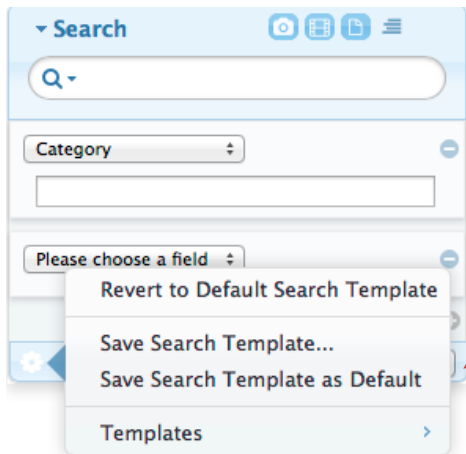 Search
Category
Please choose a field
Revert to Default Search Template
Save Search Template...
Save Search Template as Default
Templates